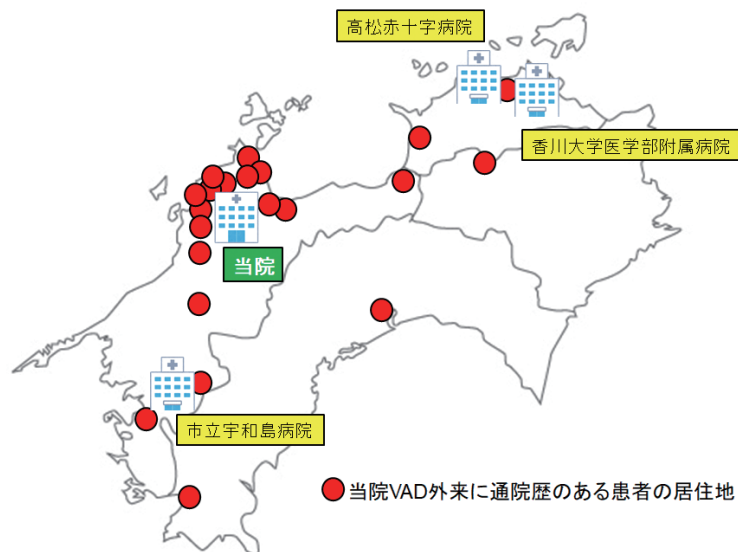 高松赤十字病院
香川大学医学部附属病院
当院
市立宇和島病院
当院VAD外来に通院歴のある患者の居住地